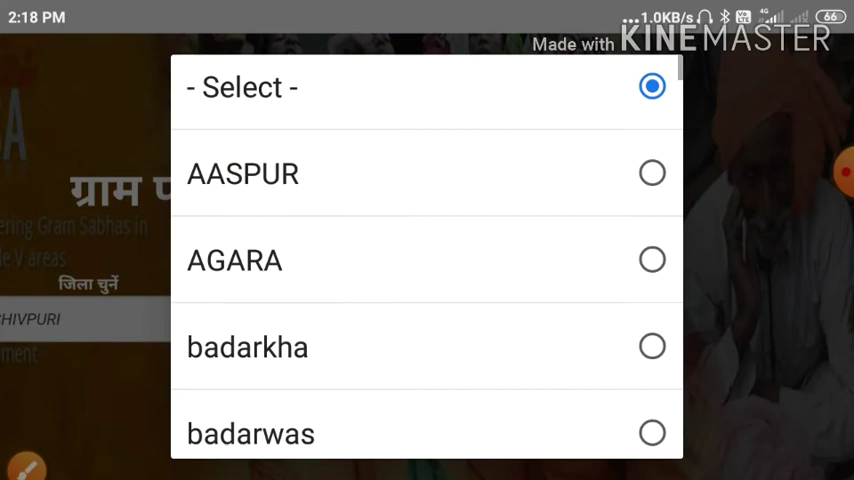 2:18 PM
...1.0KB/s
4G
66
Made with KINEMASTER
- Select -
AASPUR
AGARA
badarkha
badarwas
ग्राम
ering Gram Sabhas in
le V areas
जिला चुनें
HIVPURI
ment